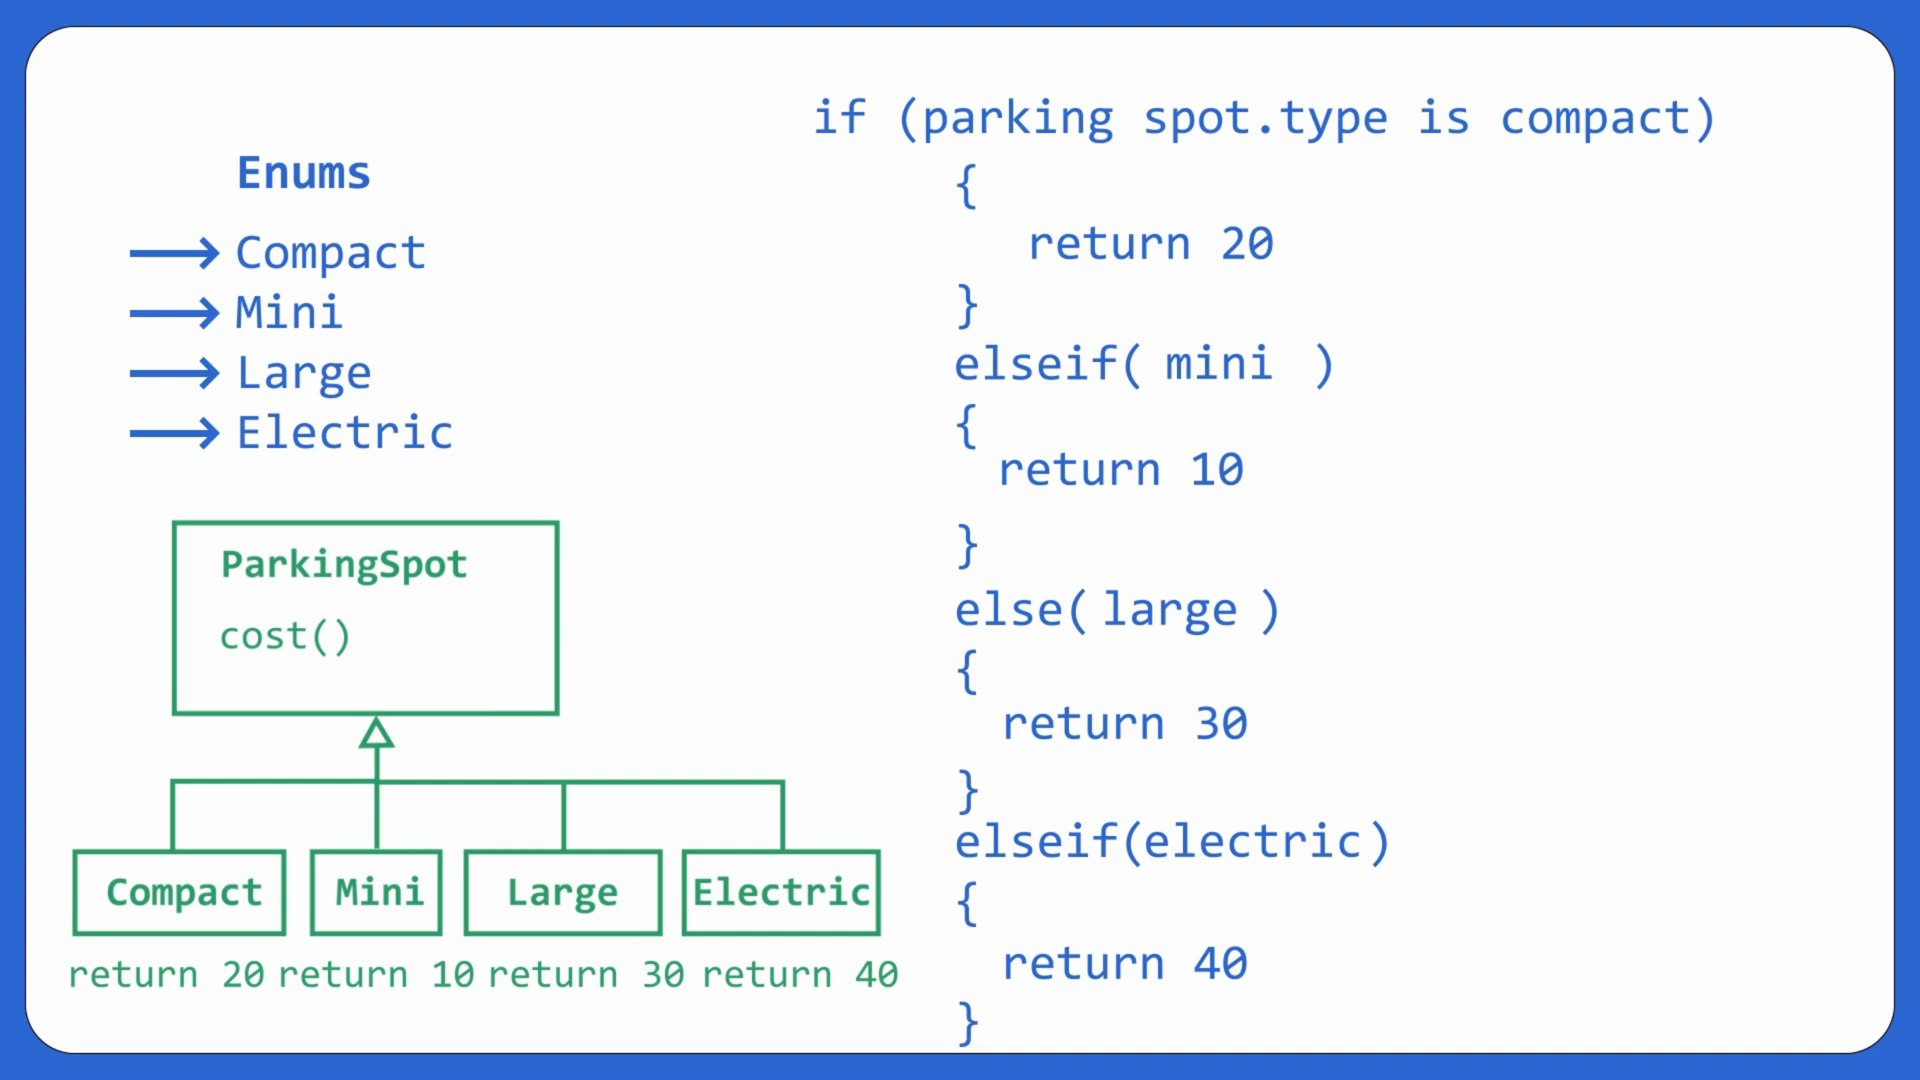 Enums
Compact
Mini
Large
Electric
ParkingSpot
cost()
Compact Mini Large Electric
return 20 return 10 return 30 return 40
if (parking spot.type is compact)
{
return 20
}
elseif( mini )
{
return 10
}
else( large )
{
return 30
}
elseif(electric)
{
return 40
}